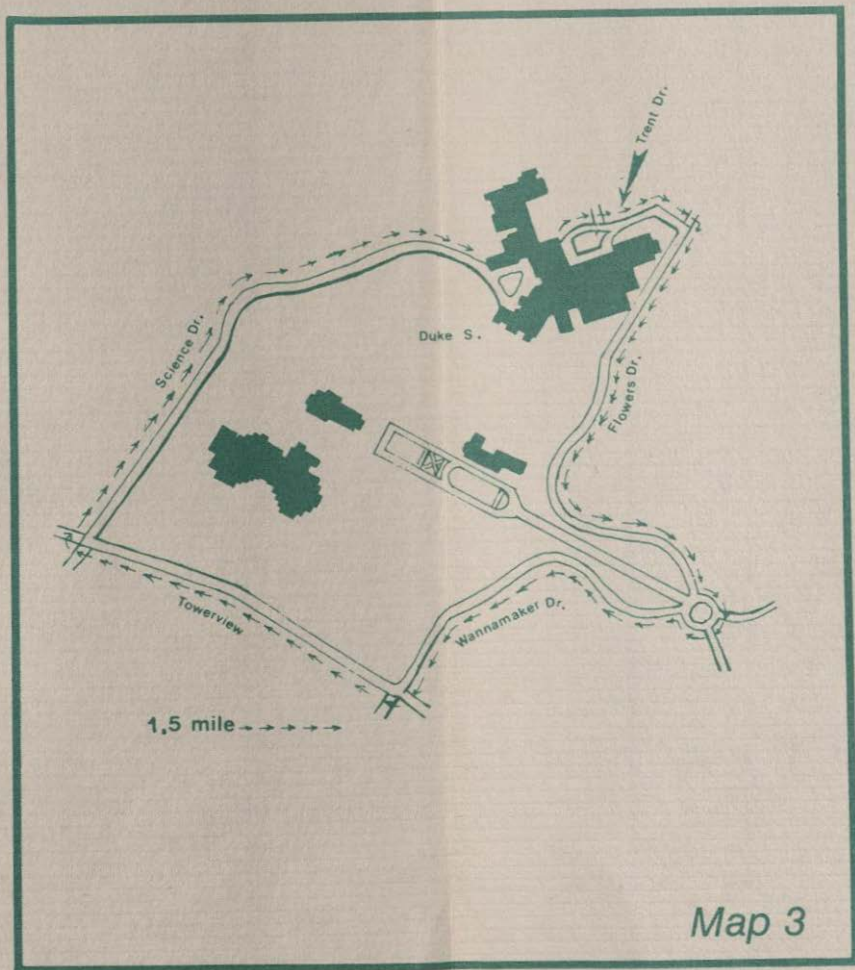 Trent Dr.
Science Dr.
Duke S.
Flowers Dr.
Towerview
Wannamaker Dr.
1,5 mile
Map 3